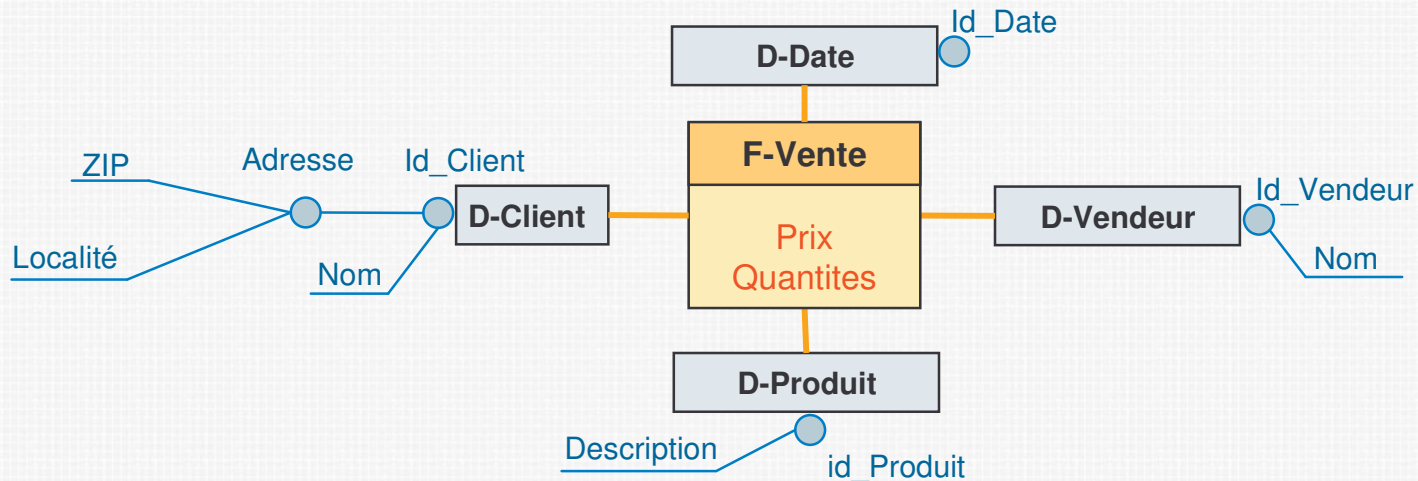 Id_Date
D-Date
F-Vente
ZIP
Adresse
Id_Client
Id_Vendeur
D-Client
D-Vendeur
Prix
Quantites
Localité
Nom
Nom
D-Produit
Description
id_Produit